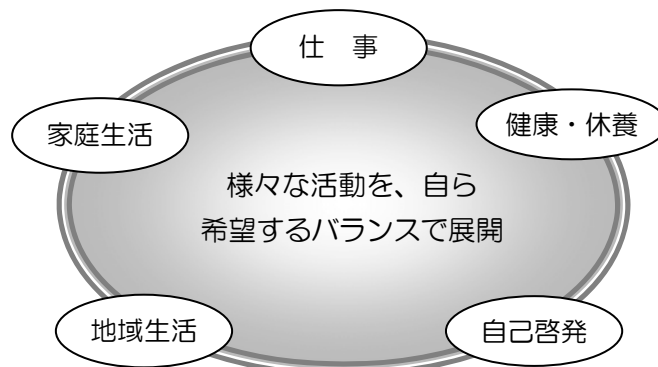 仕　事
家庭生活
健康・休養
様々な活動を、自ら
希望するバランスで展開
地域生活
自己啓発